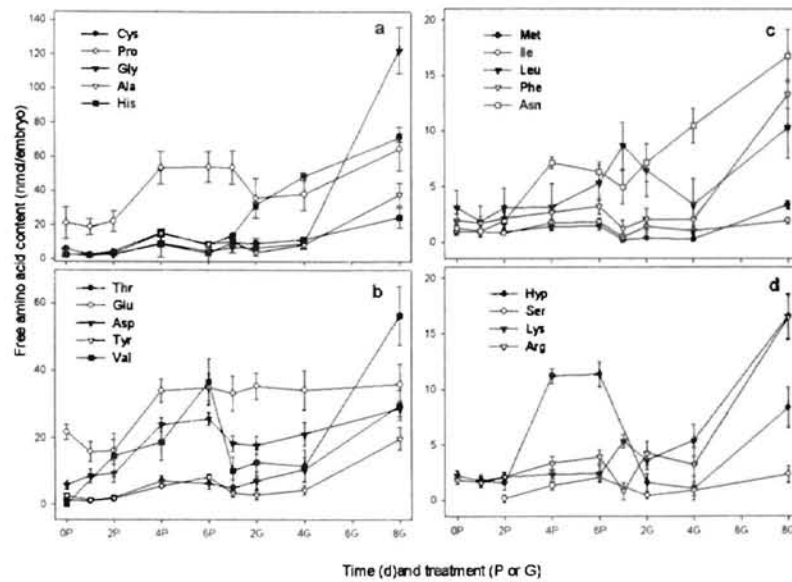 Free amino acid content (nmol/embryo)
a
Cys
Pro
Gly
Ala
His
140
120
100
80
60
40
20
0
c
Met
Ile
Leu
Phe
Asn
20
15
10
5
0
b
Thr
Glu
Asp
Tyr
Val
60
40
20
0
0P 2P 4P 6P 2G 4G 8G
d
Hyp
Ser
Lys
Arg
20
15
10
5
0
0P 2P 4P 6P 2G 4G 8G
Time (d)and treatment (P or G)